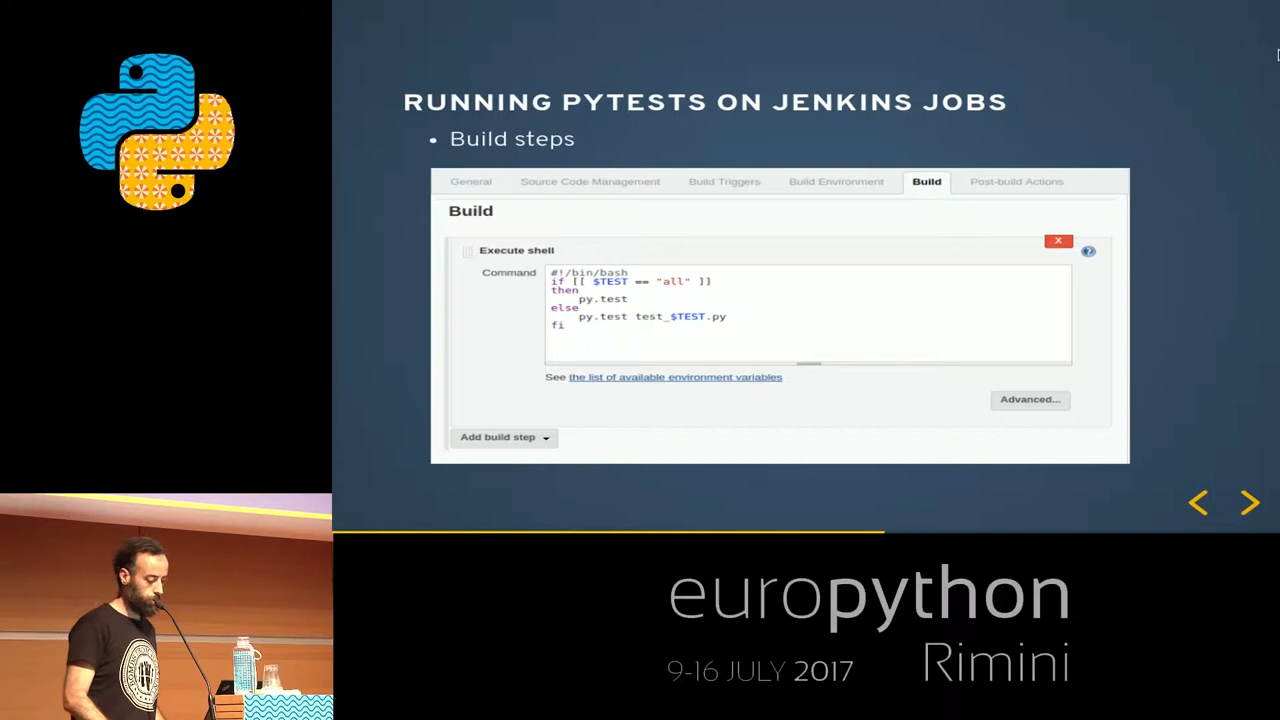 RUNNING PYTESTS ON JENKINS JOBS
• Build steps
General Source Code Management Build Triggers Build Environment Build Post-build Actions
Build
X
Execute shell
Command
#!/bin/bash
if [[ $TEST == "all" ]]
then
py.test
else
py.test test_$TEST.py
fi
See the list of available environment variables
Advanced...
Add build step
europython
Rimini
9-16 JULY 2017